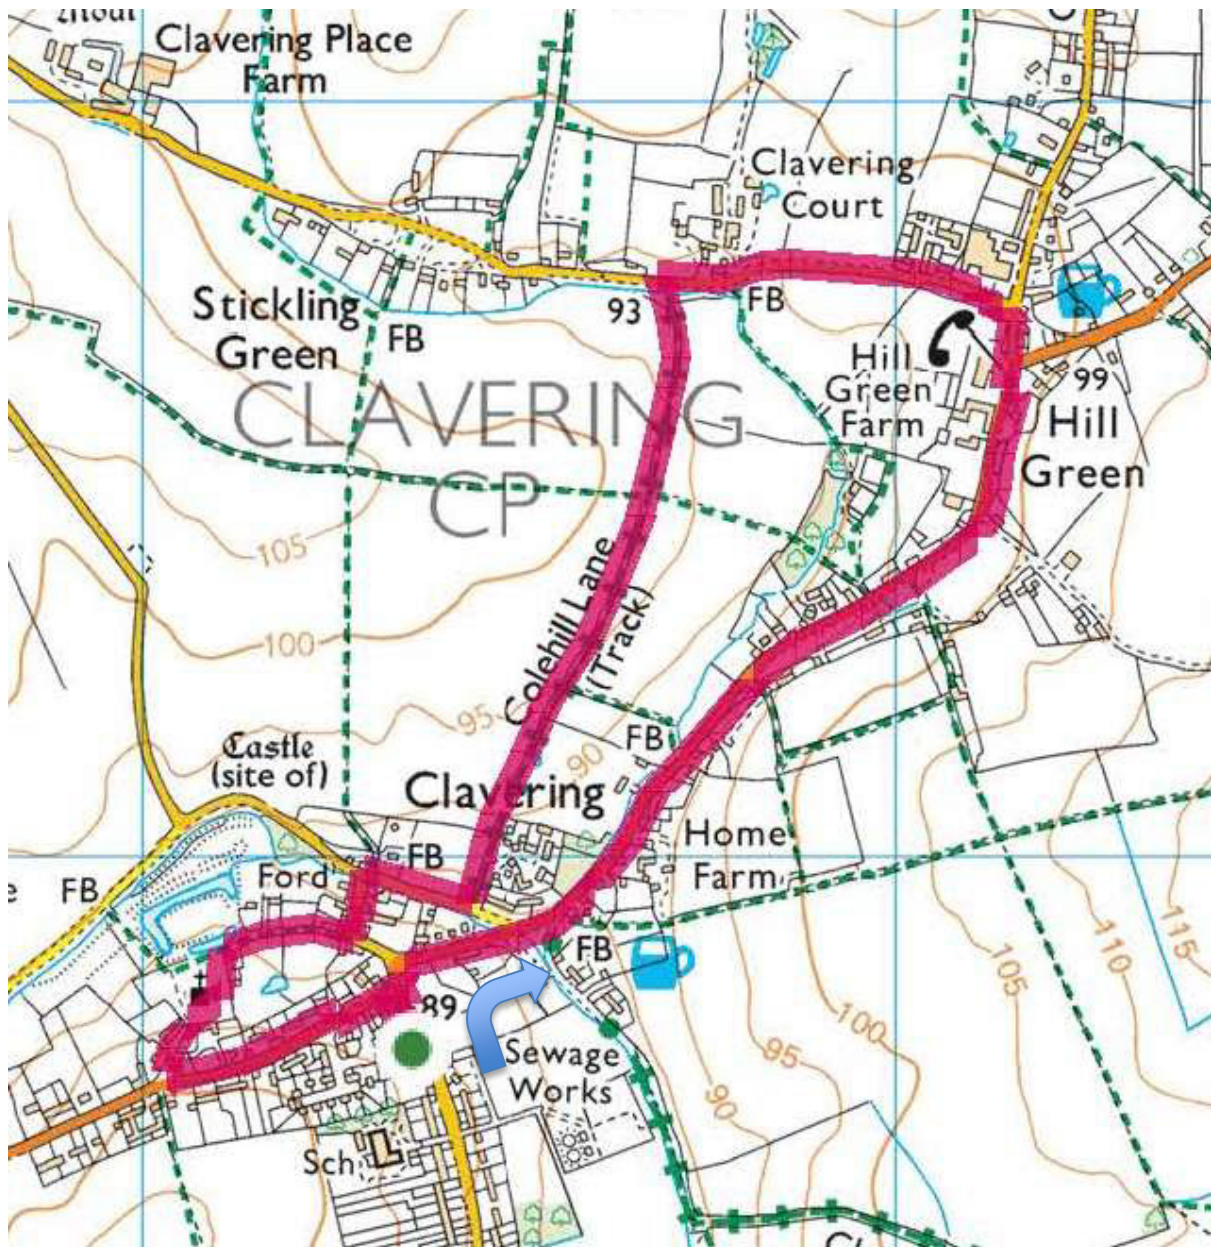 Clavering Place
Farm
Clavering
Court
Stickling
Green
FB
93
FB
Hill
Green
Farm
99
Hill
Green
CLAVERING
CP
105
100
Colehill Lane
(Track)
95
90
FB
Castle
(site of)
Clavering
FB
Ford
FB
Home
Farm
FB
89
Sewage
Works
Sch
115
110
105
100
95
90